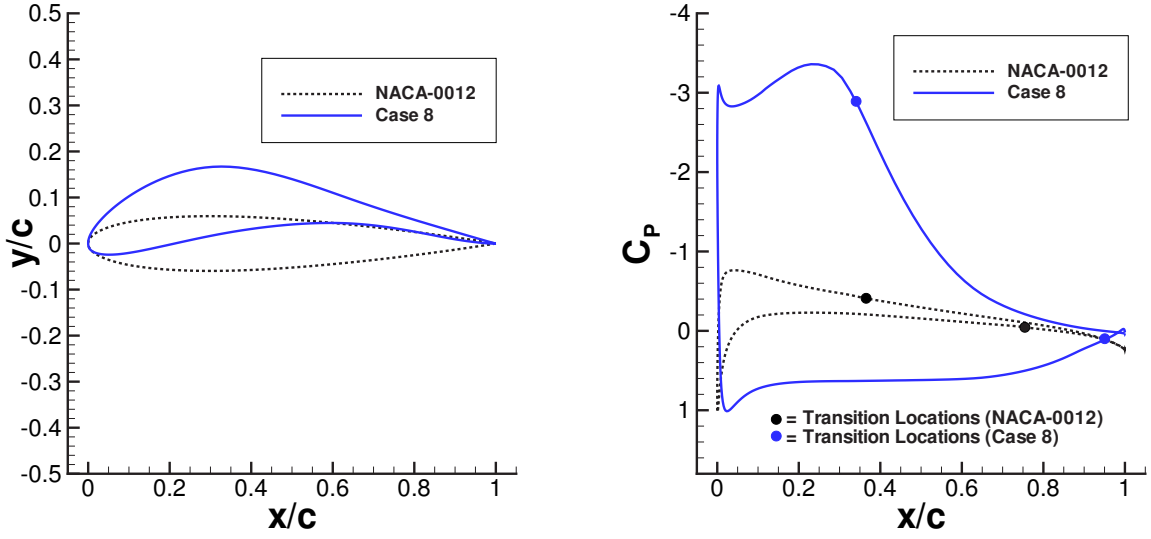 0.5
0.4
0.3
0.2
0.1
0
-0.1
-0.2
-0.3
-0.4
-0.5
y/c
0 0.2 0.4 0.6 0.8 1
x/c
NACA-0012
Case 8
-4
-3
-2
-1
0
1
C_P
0 0.2 0.4 0.6 0.8 1
x/c
NACA-0012
Case 8
= Transition Locations (NACA-0012)
= Transition Locations (Case 8)